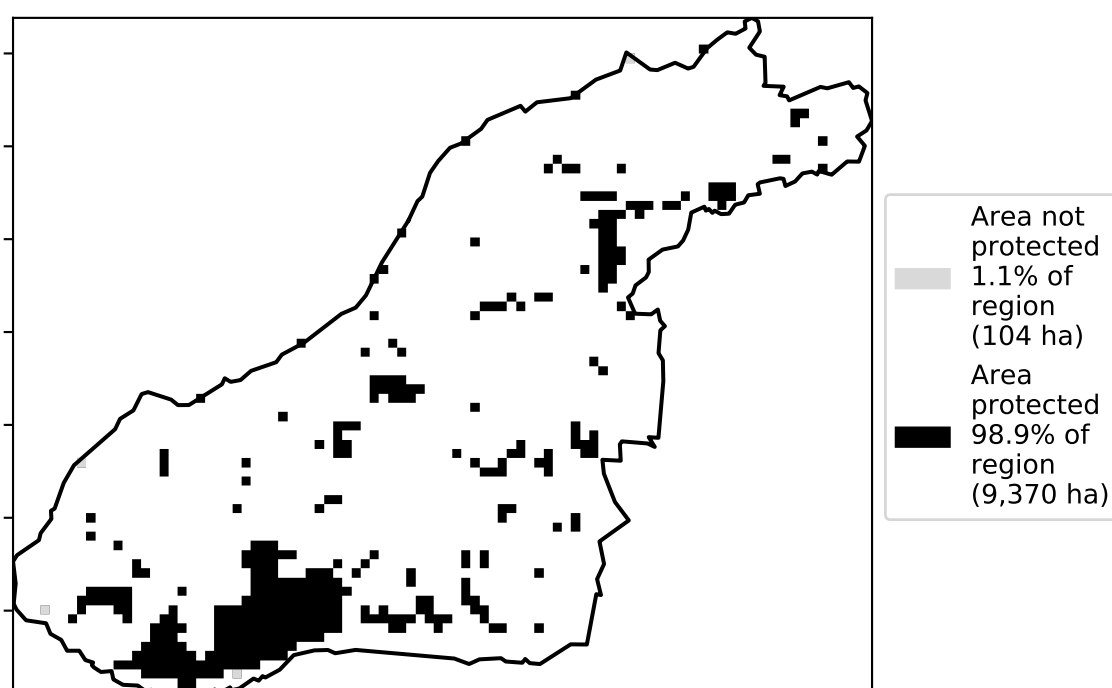 Area not
protected
1.1% of
region
(104 ha)
Area
protected
98.9% of
region
(9,370 ha)